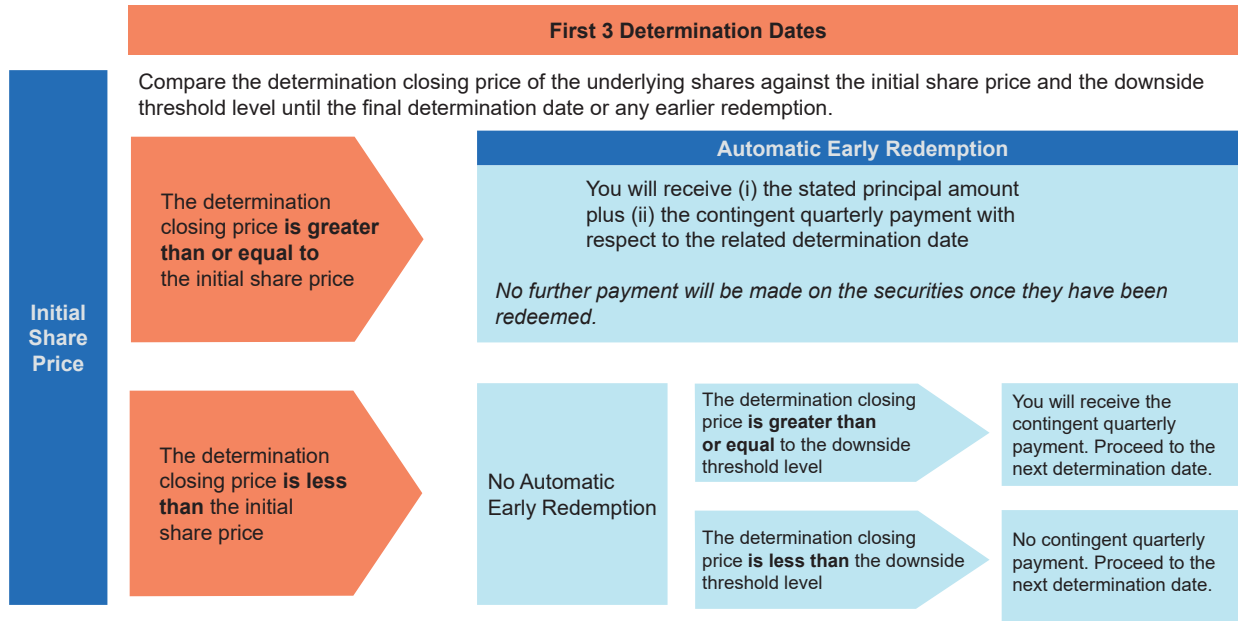 First 3 Determination Dates
Compare the determination closing price of the underlying shares against the initial share price and the downside
threshold level until the final determination date or any earlier redemption.
Initial
Share
Price
The determination
closing price is greater
than or equal to
the initial share price
Automatic Early Redemption
You will receive (i) the stated principal amount
plus (ii) the contingent quarterly payment with
respect to the related determination date
No further payment will be made on the securities once they have been
redeemed.
The determination
closing price is less
than the initial
share price
No Automatic
Early Redemption
The determination closing
price is greater than
or equal to the downside
threshold level
You will receive the
contingent quarterly
payment. Proceed to the
next determination date.
The determination closing
price is less than the downside
threshold level
No contingent quarterly
payment. Proceed to the
next determination date.